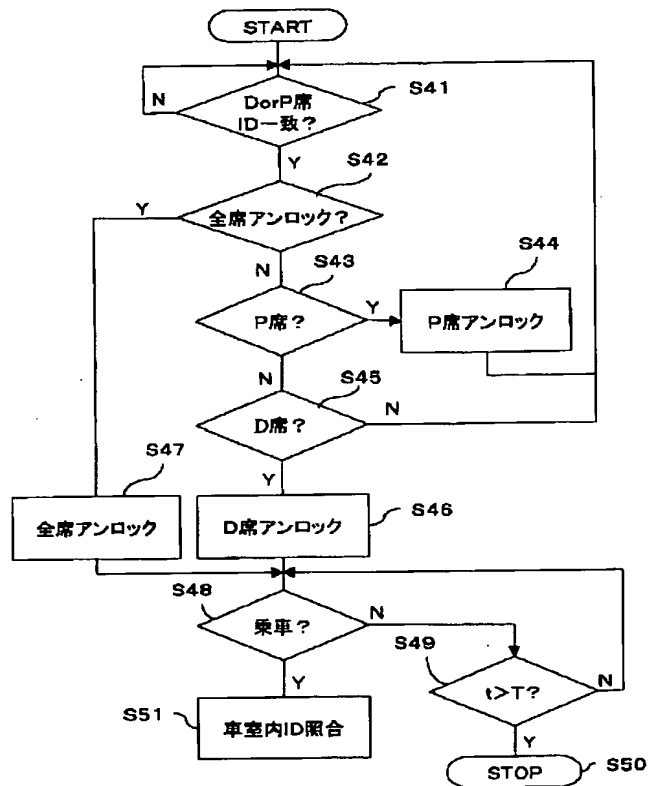 START
S41
N
DorP席
ID一致?
Y
S42
Y
全席アンロック?
N
S43
S44
P席?
Y
P席アンロック
N
S45
D席?
N
Y
S47
全席アンロック
D席アンロック
S46
S48
乗車?
N
S49
t>T?
N
Y
S51
車室内ID照合
Y
STOP
S50